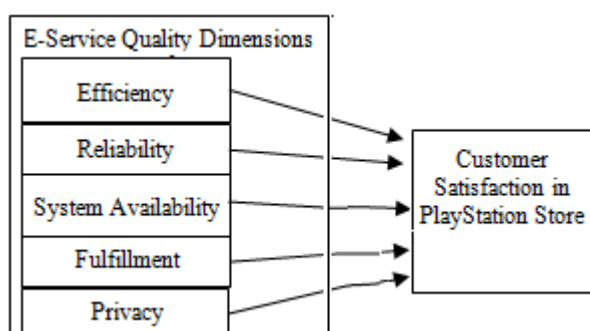 E-Service Quality Dimensions
Efficiency
Reliability
System Availability
Fulfillment
Privacy
Customer
Satisfaction in
PlayStation Store